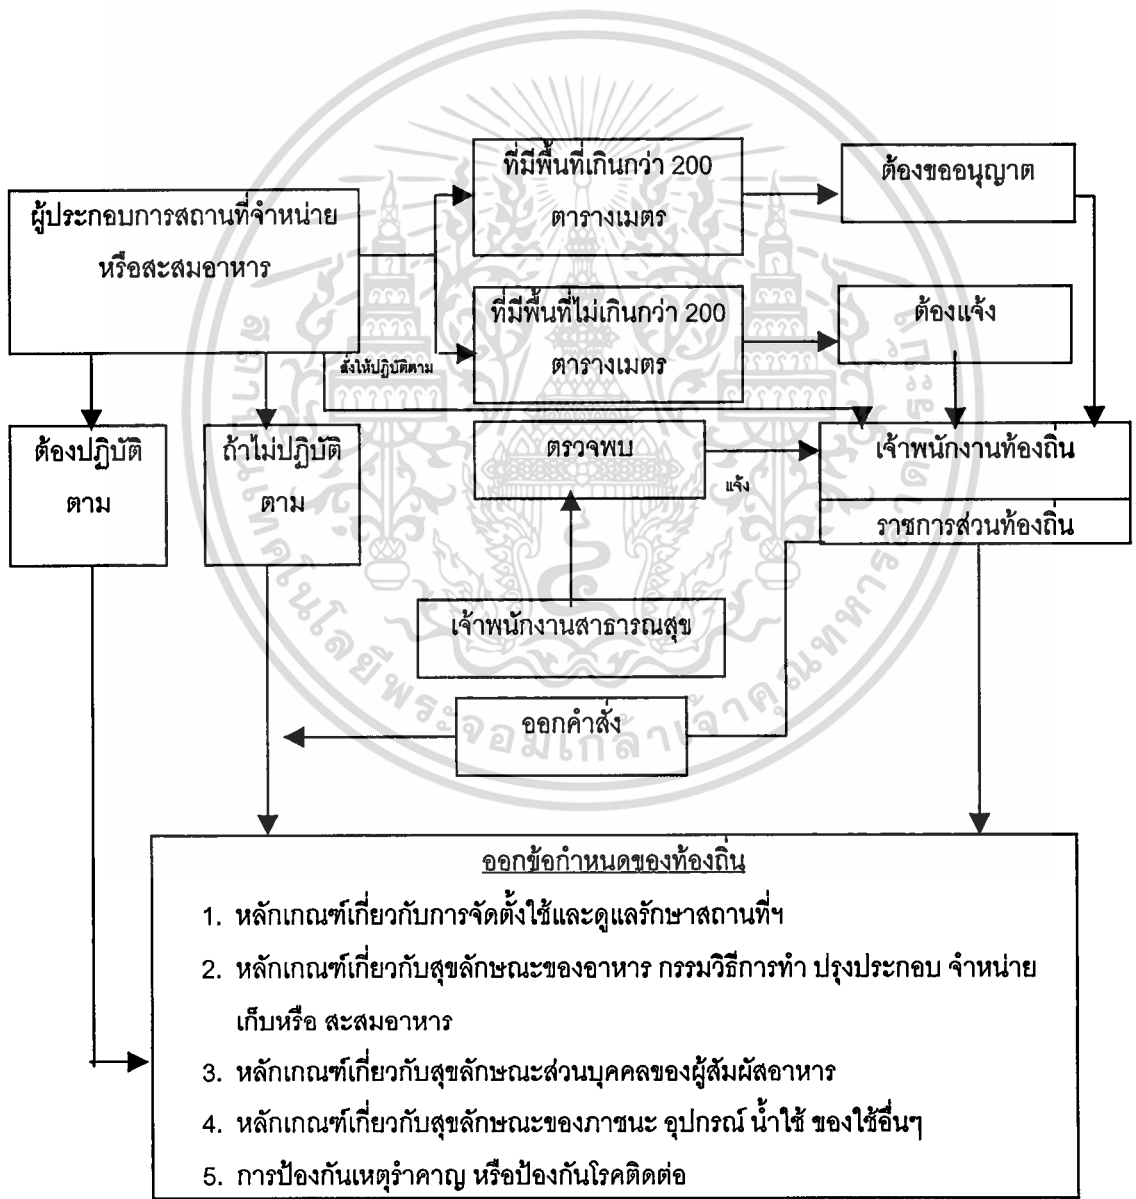 ที่มีพื้นที่เกินกว่า 200
ตารางเมตร
ต้องขออนุญาต
ผู้ประกอบการสถานที่จำหน่าย
หรือสะสมอาหาร
ที่มีพื้นที่ไม่เกินกว่า 200
ตารางเมตร
ต้องแจ้ง
สั่งให้ปฏิบัติตาม
ต้องปฏิบัติ
ตาม
ถ้าไม่ปฏิบัติ
ตาม
ตรวจพบ
แจ้ง
เจ้าพนักงานท้องถิ่น
ราชการส่วนท้องถิ่น
เจ้าพนักงานสาธารณสุข
ออกคำสั่ง
ออกข้อกำหนดของท้องถิ่น
1. หลักเกณฑ์เกี่ยวกับการจัดตั้งใช้และดูแลรักษาสถานที่ฯ
2. หลักเกณฑ์เกี่ยวกับสุขลักษณะของอาหาร กรรมวิธีการทำ ปรุงประกอบ จำหน่าย
เก็บหรือ สะสมอาหาร
3. หลักเกณฑ์เกี่ยวกับสุขลักษณะส่วนบุคคลของผู้สัมผัสอาหาร
4. หลักเกณฑ์เกี่ยวกับสุขลักษณะของภาชนะ อุปกรณ์ น้ำใช้ ของใช้อื่นๆ
5. การป้องกันเหตุรำคาญ หรือป้องกันโรคติดต่อ